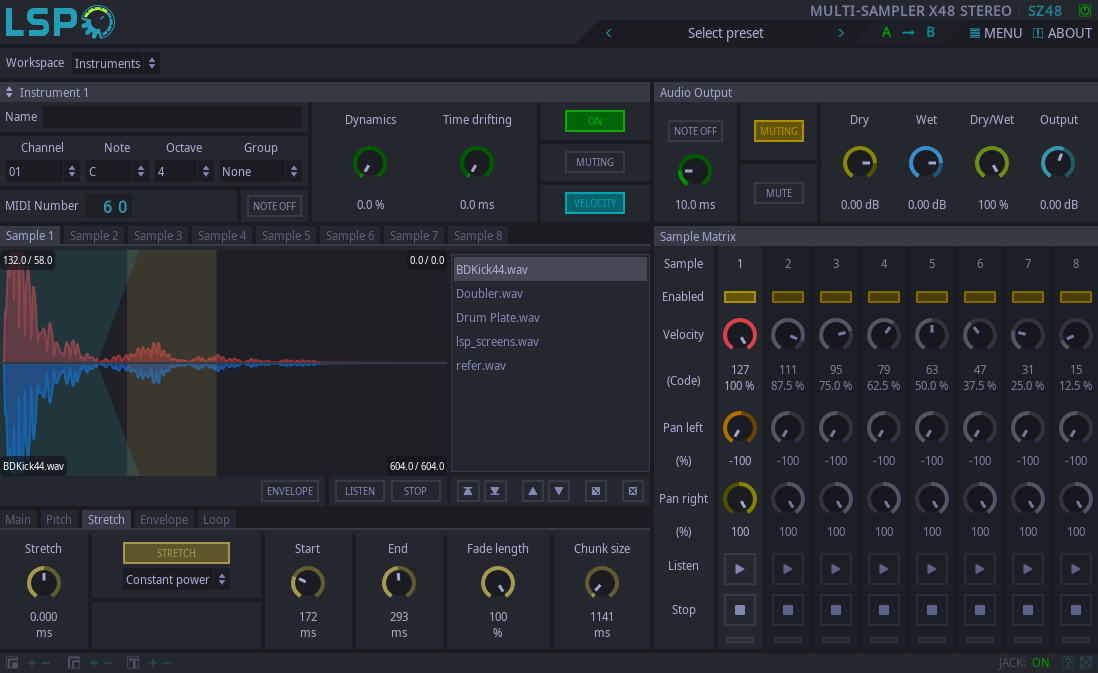 LSP
MULTI-SAMPLER X48 STEREO SZ48
Select preset
A B
MENU ABOUT
Workspace Instruments
Instrument 1
Name
Channel Note Octave Group
01 C 4 None
MIDI Number 60 NOTE OFF
Dynamics Time drifting
0.0 % 0.0 ms
ON
MUTING
VELOCITY
Audio Output
NOTE OFF
10.0 ms
MUTING
MUTE
Dry Wet Dry/Wet Output
0.00 dB 0.00 dB 100 % 0.00 dB
Sample 1 Sample 2 Sample 3 Sample 4 Sample 5 Sample 6 Sample 7 Sample 8
132.0 / 58.0 0.0 / 0.0
BDKick44.wav 604.0 / 604.0
BDKick44.wav
Doubler.wav
Drum Plate.wav
lsp_screens.wav
refer.wav
ENVELOPE LISTEN STOP
Main Pitch Stretch Envelope Loop
Stretch
0.000
ms
STRETCH
Constant power
Start End Fade length Chunk size
172 293 100 1141
ms ms % ms
Sample Matrix
Sample 1 2 3 4 5 6 7 8
Enabled
Velocity
127 111 95 79 63 47 31 15
(Code)
100 % 87.5 % 75.0 % 62.5 % 50.0 % 37.5 % 25.0 % 12.5 %
Pan left
(%) -100 -100 -100 -100 -100 -100 -100 -100
Pan right
(%) 100 100 100 100 100 100 100 100
Listen
Stop
JACK: ON